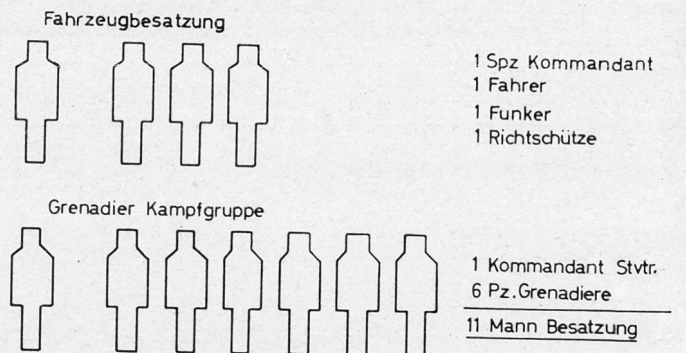 Fahrzeugbesatzung
1 Spz Kommandant
1 Fahrer
1 Funker
1 Richtschütze
Grenadier Kampfgruppe
1 Kommandant Stvtr.
6 Pz.Grenadiere
11 Mann Besatzung